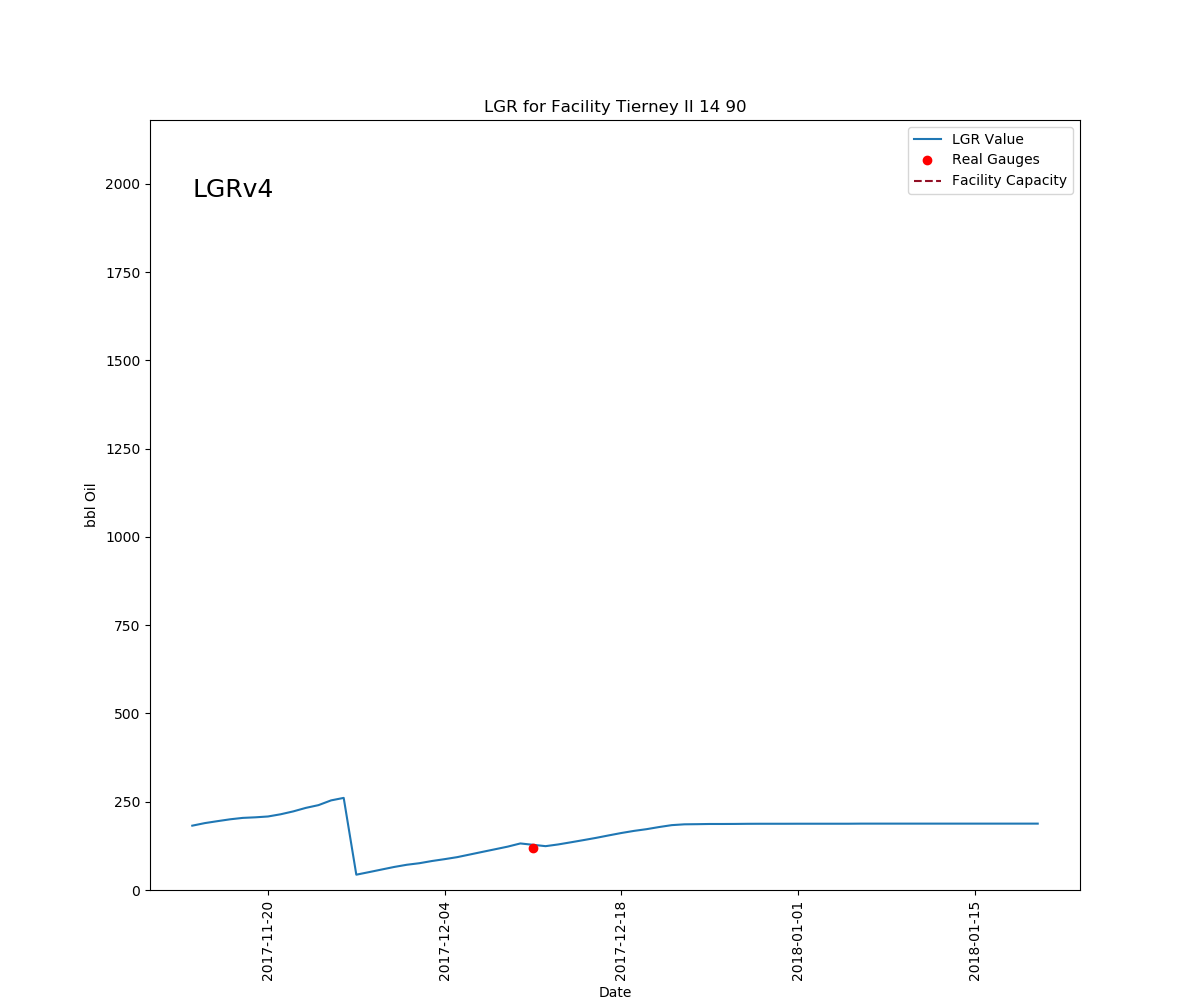 LGR for Facility Tierney II 14 90
LGRv4
LGR Value
Real Gauges
Facility Capacity
2000
1750
1500
1250
1000
750
500
250
0
bbl Oil
2017-11-20
2017-12-04
2017-12-18
2018-01-01
2018-01-15
Date